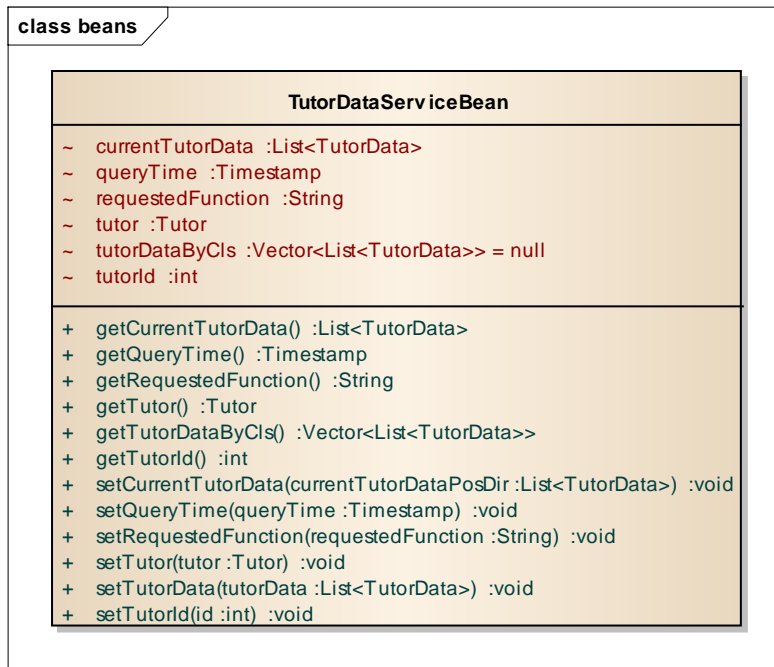 class beans
TutorDataServiceBean
~ currentTutorData :List<TutorData>
~ queryTime :Timestamp
~ requestedFunction :String
~ tutor :Tutor
~ tutorDataByCls :Vector<List<TutorData>> = null
~ tutorId :int
+ getCurrentTutorData() :List<TutorData>
+ getQueryTime() :Timestamp
+ getRequestedFunction() :String
+ getTutor() :Tutor
+ getTutorDataByCls() :Vector<List<TutorData>>
+ getTutorId() :int
+ setCurrentTutorData(currentTutorDataPosDir :List<TutorData>) :void
+ setQueryTime(queryTime :Timestamp) :void
+ setRequestedFunction(requestedFunction :String) :void
+ setTutor(tutor :Tutor) :void
+ setTutorData(tutorData :List<TutorData>) :void
+ setTutorId(id :int) :void